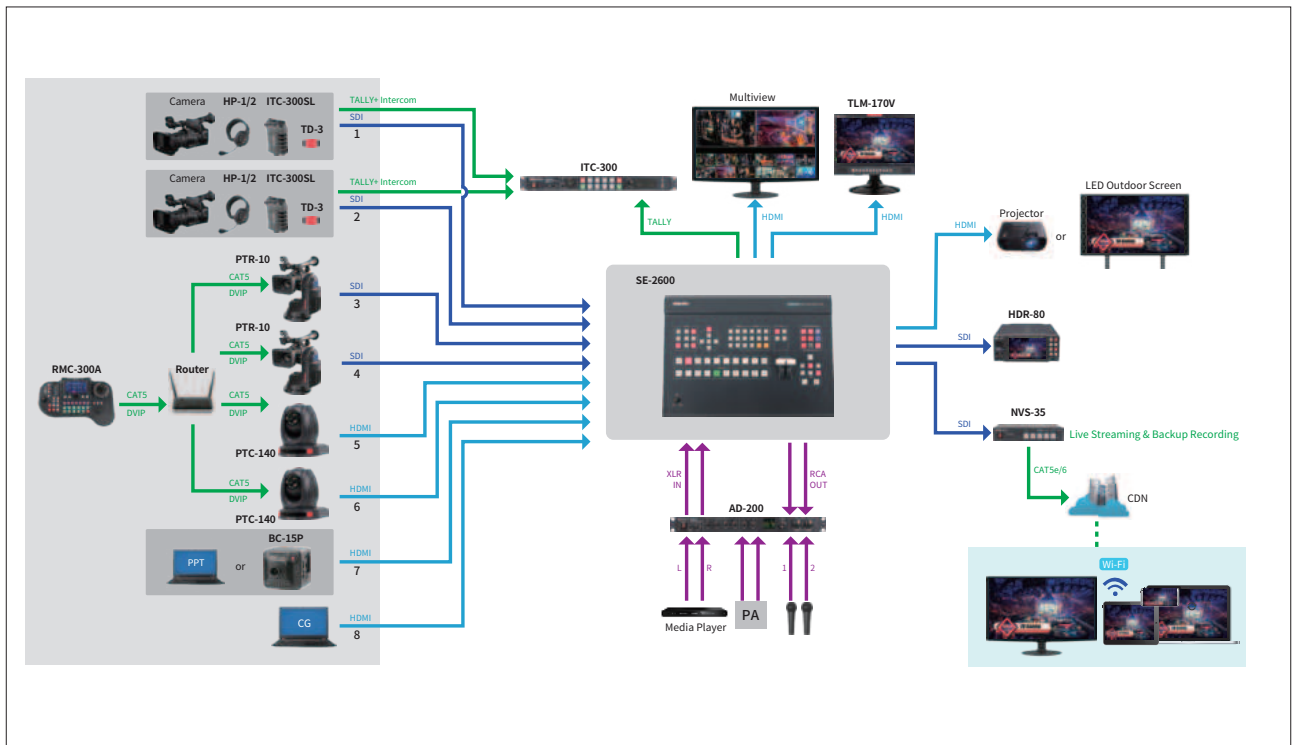 Camera HP-1/2 ITC-300SL
TD-3
TALLY+ Intercom
SDI
1
Camera HP-1/2 ITC-300SL
TD-3
TALLY+ Intercom
SDI
2
PTR-10
CAT5
DVIP
SDI
3
PTR-10
CAT5
DVIP
SDI
4
RMC-300A
CAT5
DVIP
Router
CAT5
DVIP
PTC-140
HDMI
5
CAT5
DVIP
PTC-140
HDMI
6
BC-15P
PPT
or
HDMI
7
CG
HDMI
8
ITC-300
TALLY
Multiview
HDMI
TLM-170V
HDMI
SE-2600
LED Outdoor Screen
HDMI
Projector
or
SDI
HDR-80
SDI
NVS-35
Live Streaming & Backup Recording
CAT5e/6
CDN
Wi-Fi
XLR
IN
RCA
OUT
AD-200
L
R
1
2
Media Player
PA